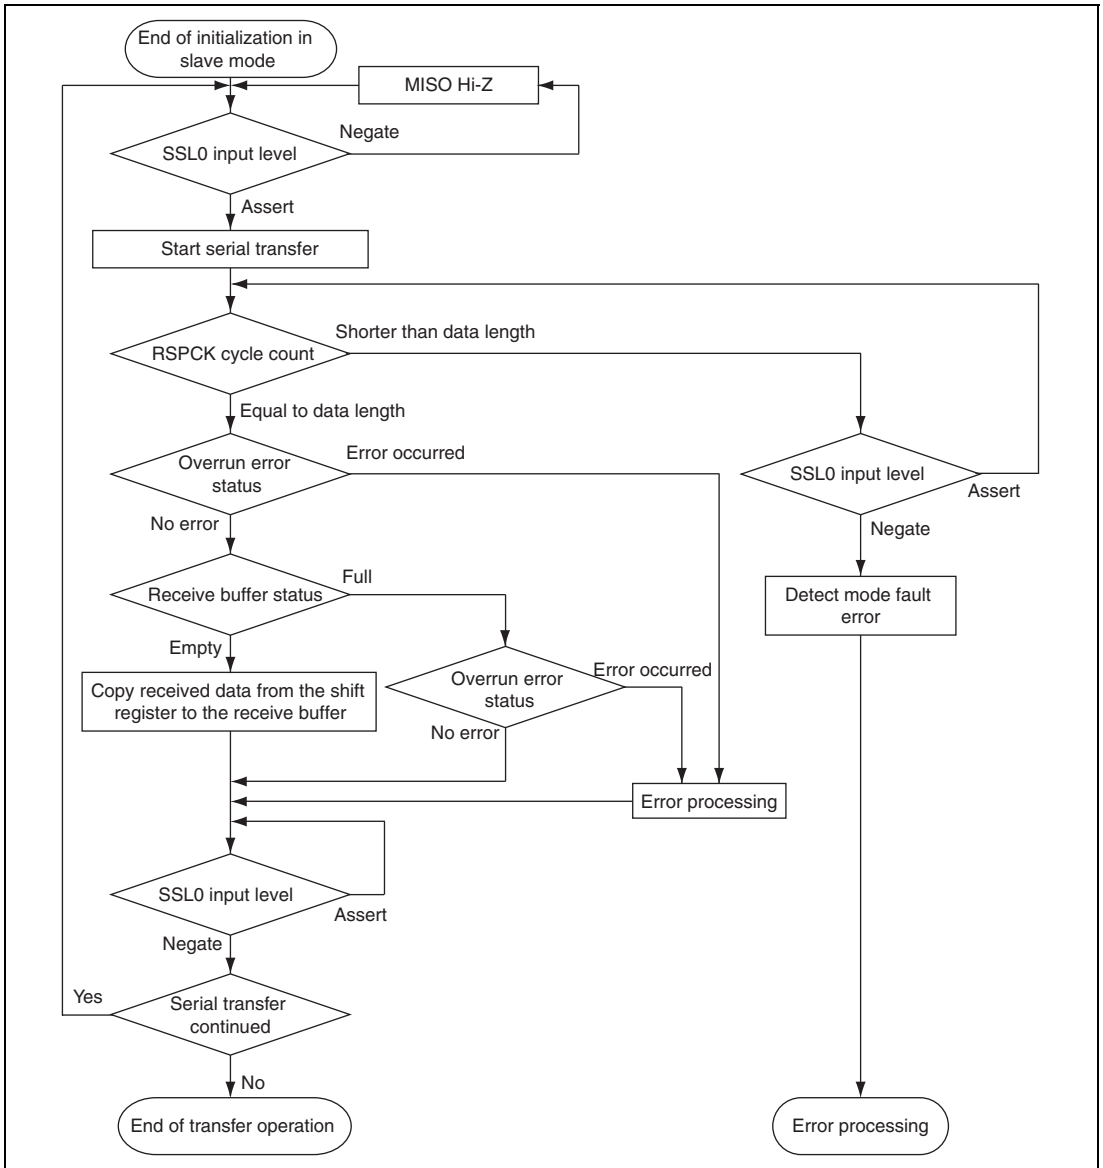 End of initialization in
slave mode
MISO Hi-Z
Negate
SSL0 input level
Assert
Start serial transfer
Shorter than data length
RSPCK cycle count
Equal to data length
Error occurred
Overrun error
status
SSL0 input level
Assert
No error
Negate
Full
Receive buffer status
Detect mode fault
error
Empty
Error occurred
Copy received data from the shift
register to the receive buffer
Overrun error
status
No error
Error processing
SSL0 input level
Assert
Negate
Yes
Serial transfer
continued
No
End of transfer operation
Error processing